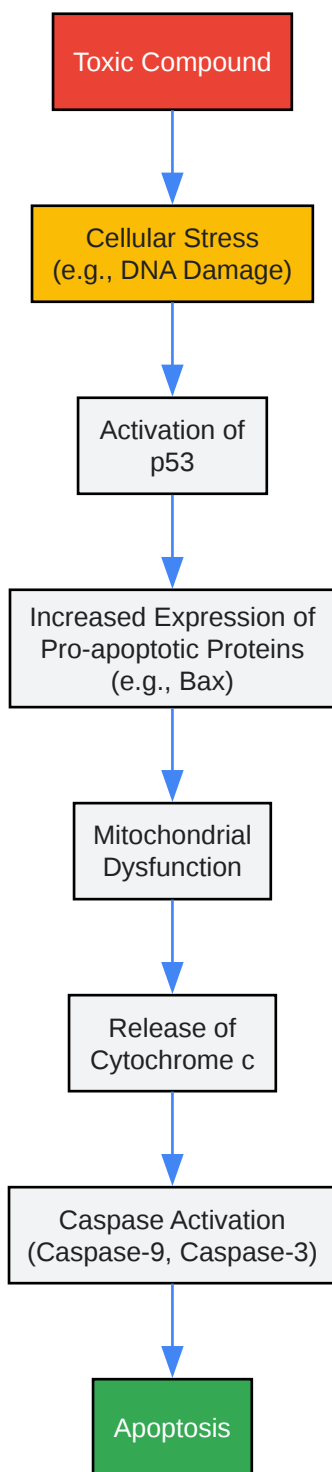 Toxic Compound
Cellular Stress
(e.g., DNA Damage)
Activation of
p53
Increased Expression of
Pro-apoptotic Proteins
(e.g., Bax)
Mitochondrial
Dysfunction
Release of
Cytochrome c
Caspase Activation
(Caspase-9, Caspase-3)
Apoptosis